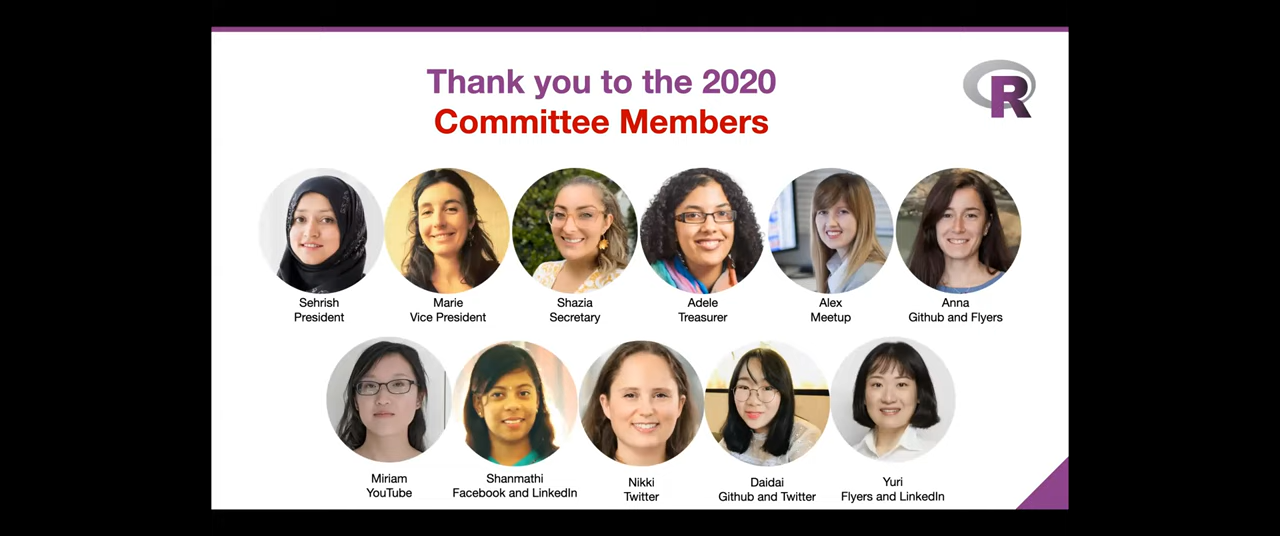 Thank you to the 2020
Committee Members
R
Sehrish
President
Marie
Vice President
Shazia
Secretary
Adele
Treasurer
Alex
Meetup
Anna
Github and Flyers
Miriam
YouTube
Shanmathi
Facebook and LinkedIn
Nikki
Twitter
Daidai
Github and Twitter
Yuri
Flyers and LinkedIn